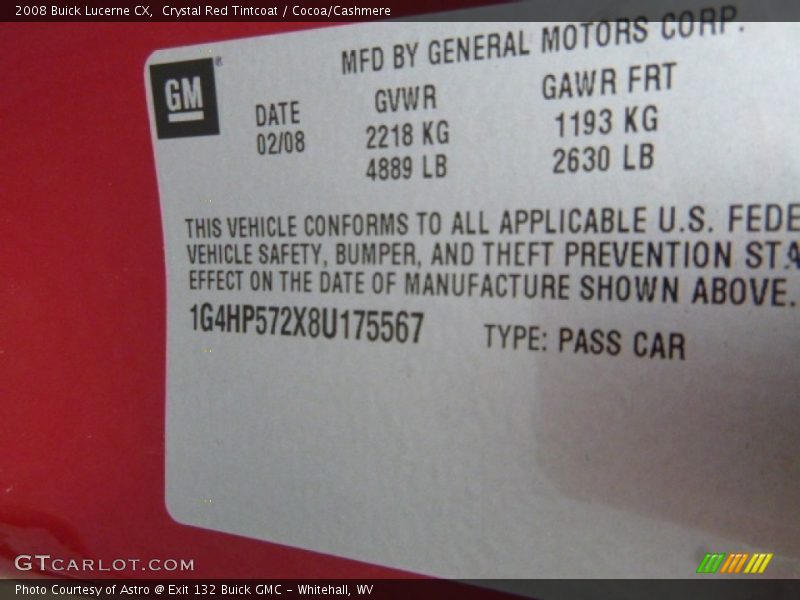 2008 Buick Lucerne CX, Crystal Red Tintcoat / Cocoa/Cashmere
MFD BY GENERAL MOTORS CORP.
GM
DATE GVWR GAWR FRT
02/08 2218 KG 1193 KG
4889 LB 2630 LB
THIS VEHICLE CONFORMS TO ALL APPLICABLE U.S. FEDE
VEHICLE SAFETY, BUMPER, AND THEFT PREVENTION STA
EFFECT ON THE DATE OF MANUFACTURE SHOWN ABOVE.
1G4HP572X8U175567 TYPE: PASS CAR
GTCARLOT.COM
Photo Courtesy of Astro @ Exit 132 Buick GMC - Whitehall, WV